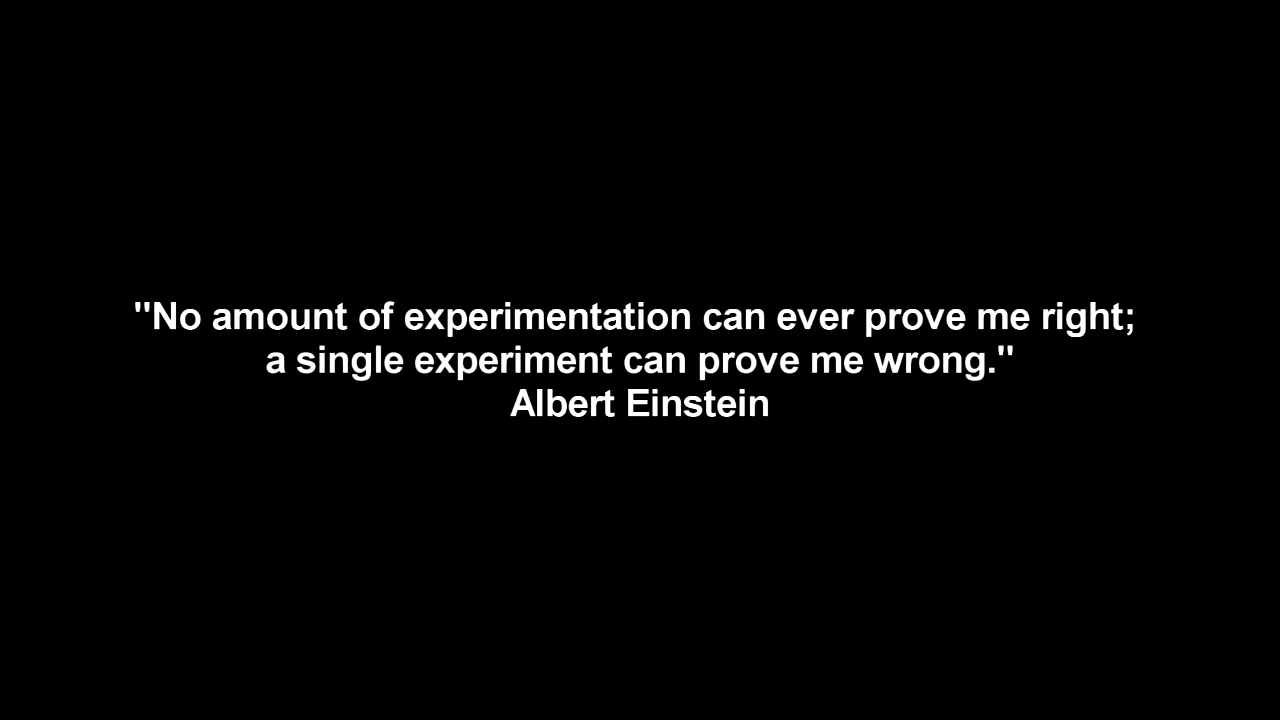 "No amount of experimentation can ever prove me right;
a single experiment can prove me wrong."
Albert Einstein